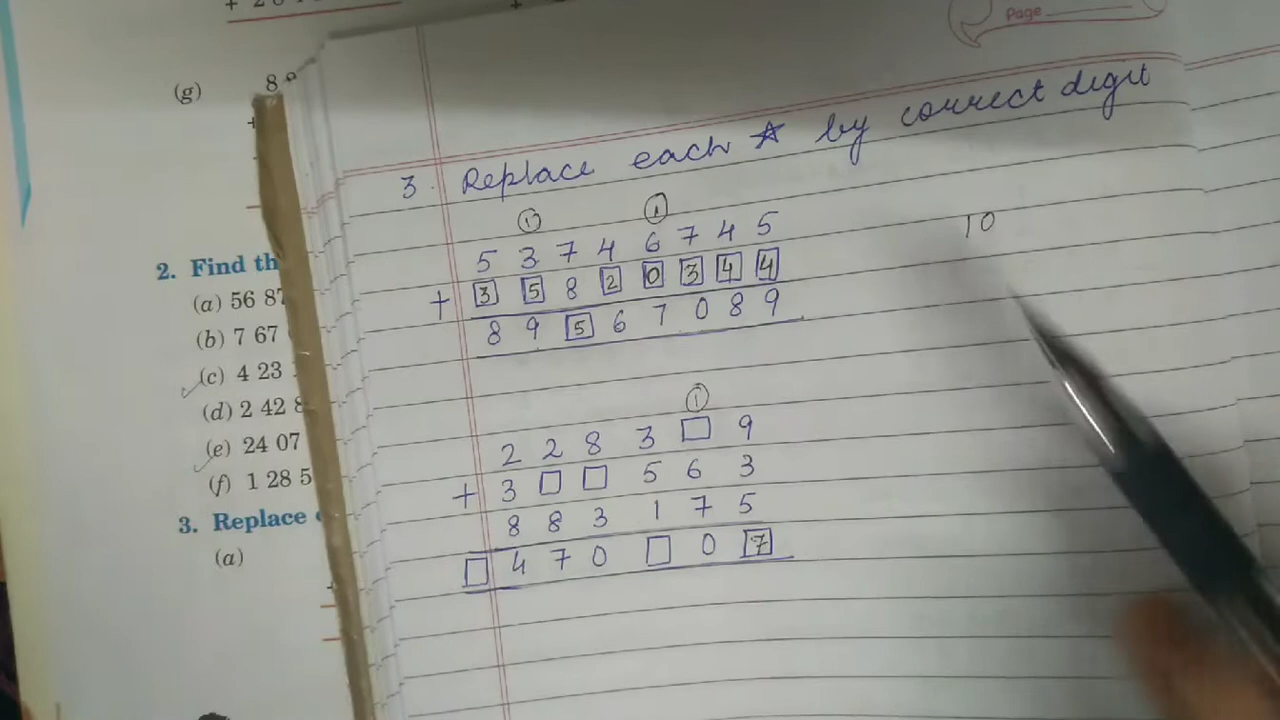 Page
(g)
8
3. Replace each ☆ by correct digit
① ①
5 3 7 4 6 7 4 5
10
+ 3 5 8 2 0 3 4 4
8 9 5 6 7 0 8 9
2. Find th
(a) 56 87
(b) 7 67
(c) 4 23
(d) 2 42 8
(e) 24 07
(f) 1 28 5
①
2 2 8 3 □ 9
+ 3 □ □ 5 6 3
8 8 3 1 7 5
□ 4 7 0 □ 0 7
3. Replace
(a)